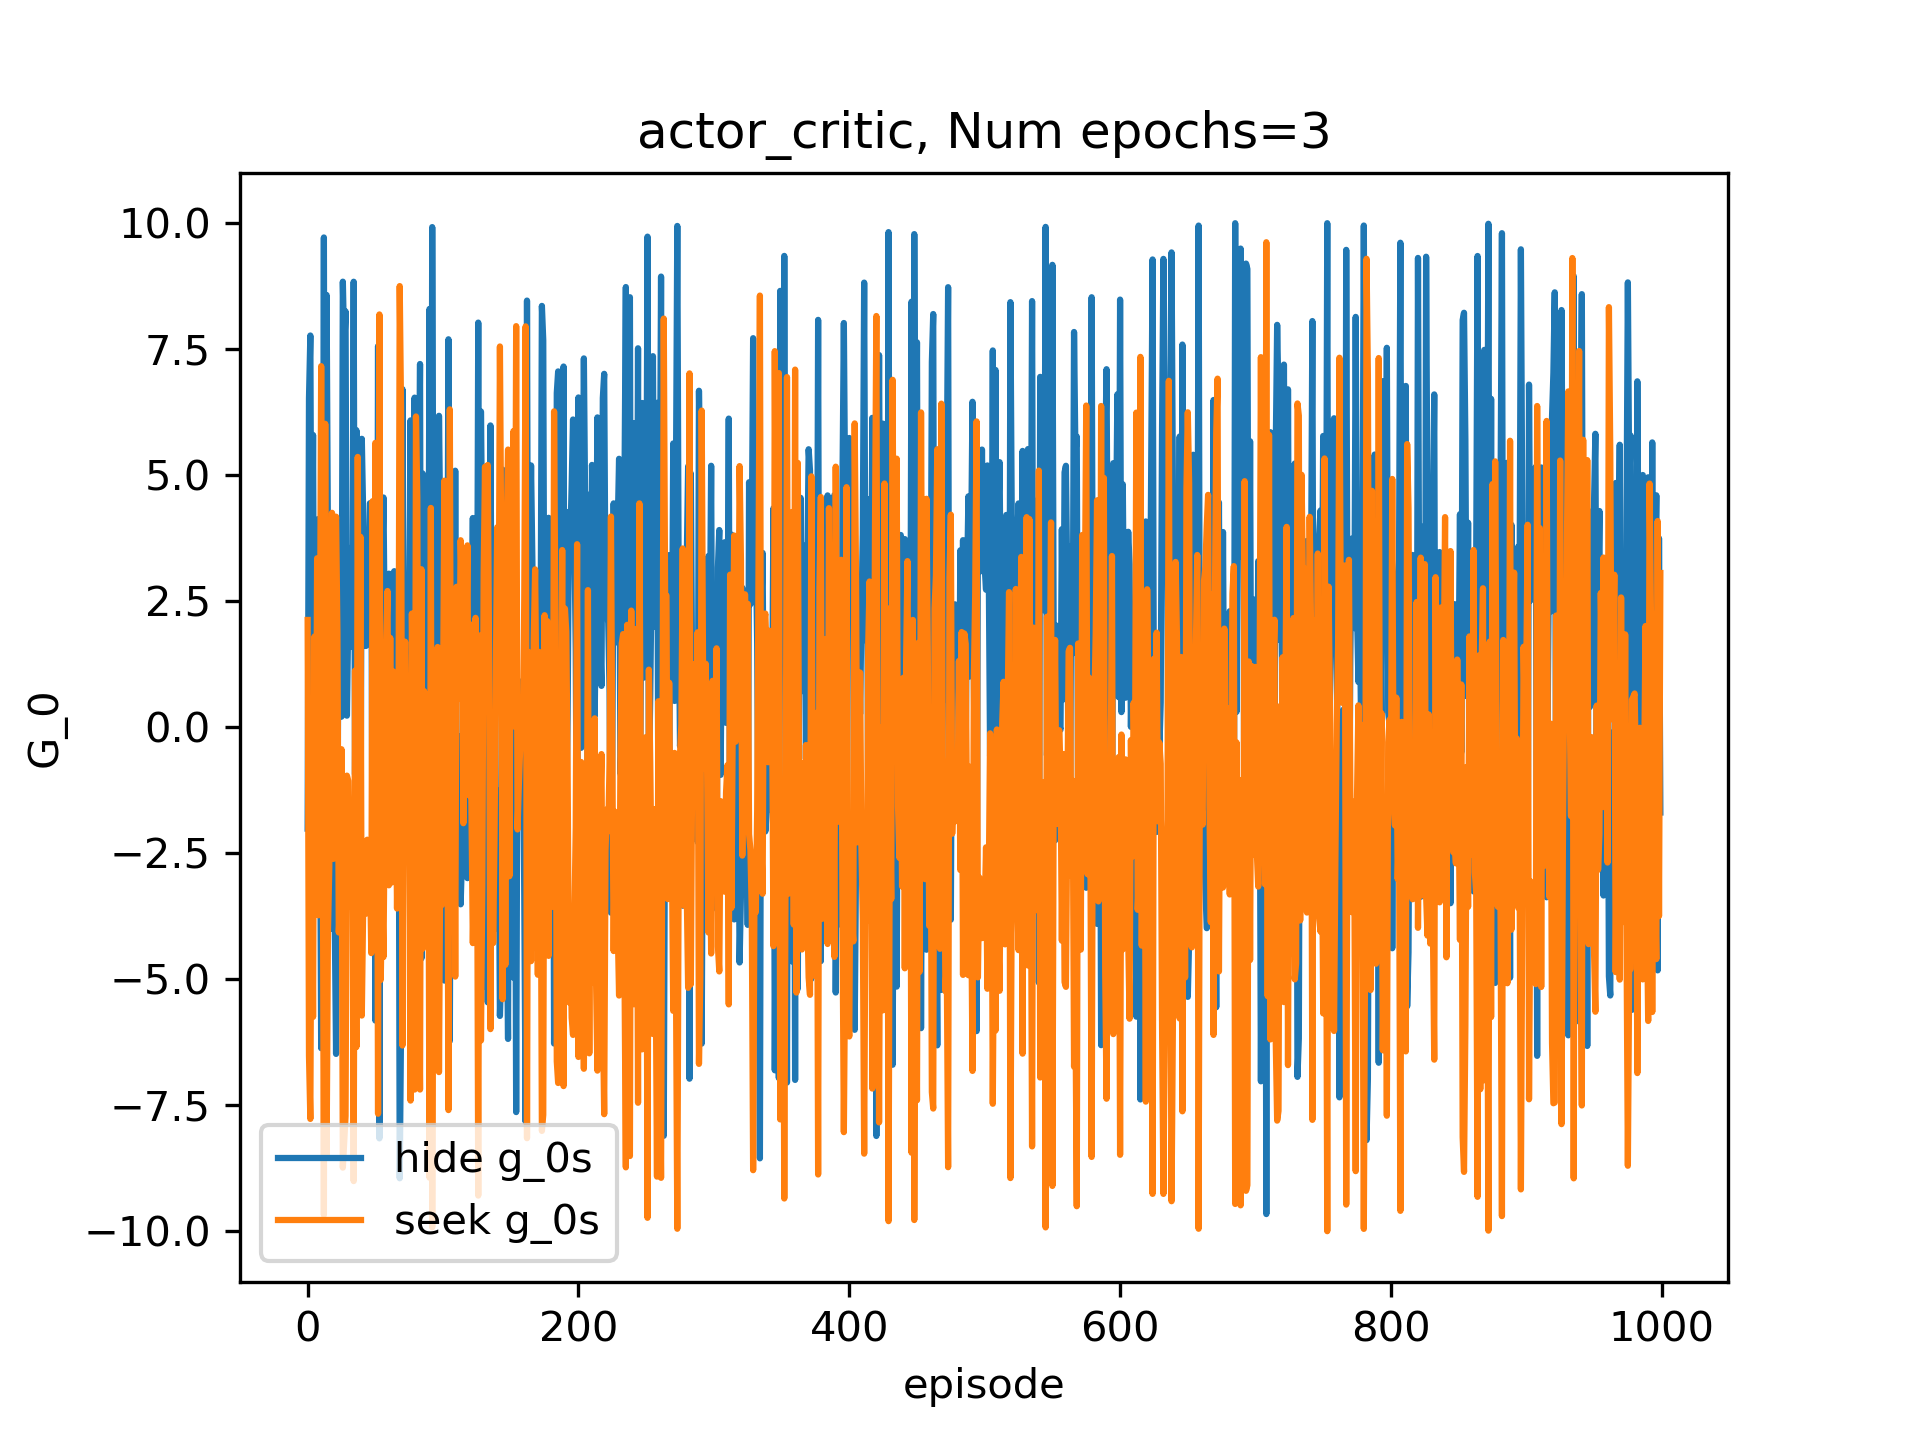 actor_critic, Num epochs=3
10.0
7.5
5.0
2.5
0.0
−2.5
−5.0
−7.5
−10.0
G_0
hide g_0s
seek g_0s
0 200 400 600 800 1000
episode